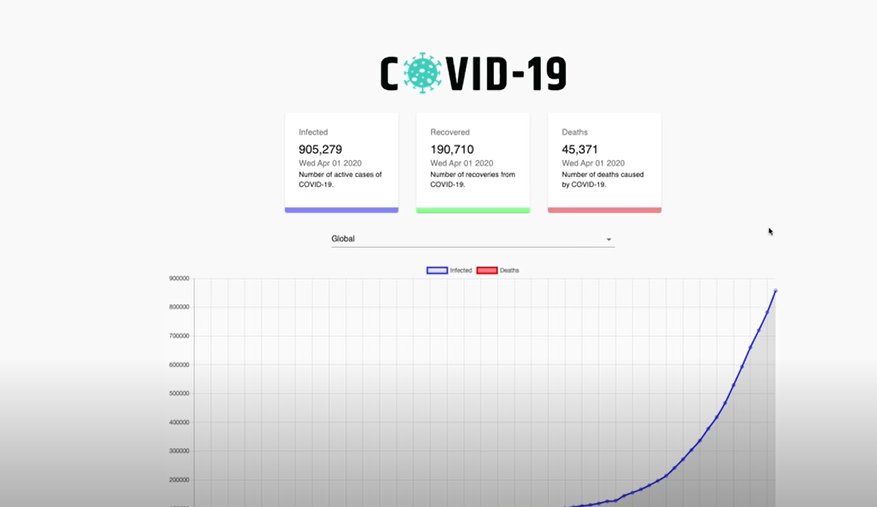 COVID-19
Infected
905,279
Wed Apr 01 2020
Number of active cases of
COVID-19.
Recovered
190,710
Wed Apr 01 2020
Number of recoveries from
COVID-19.
Deaths
45,371
Wed Apr 01 2020
Number of deaths caused
by COVID-19.
Global
Infected Deaths
900000
800000
700000
600000
500000
400000
300000
200000